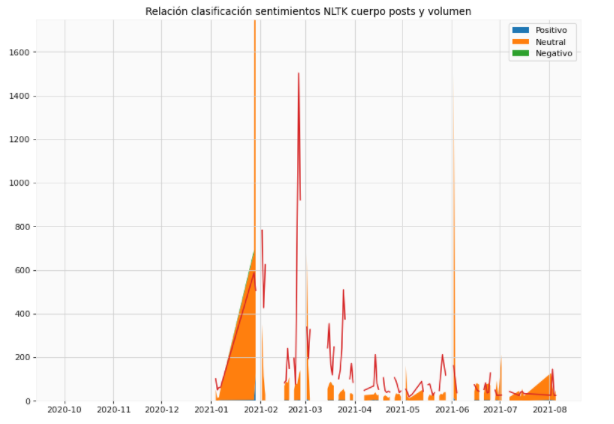 Relación clasificación sentimientos NLTK cuerpo posts y volumen
Positivo
Neutral
Negativo
1600
1400
1200
1000
800
600
400
200
0
2020-10 2020-11 2020-12 2021-01 2021-02 2021-03 2021-04 2021-05 2021-06 2021-07 2021-08